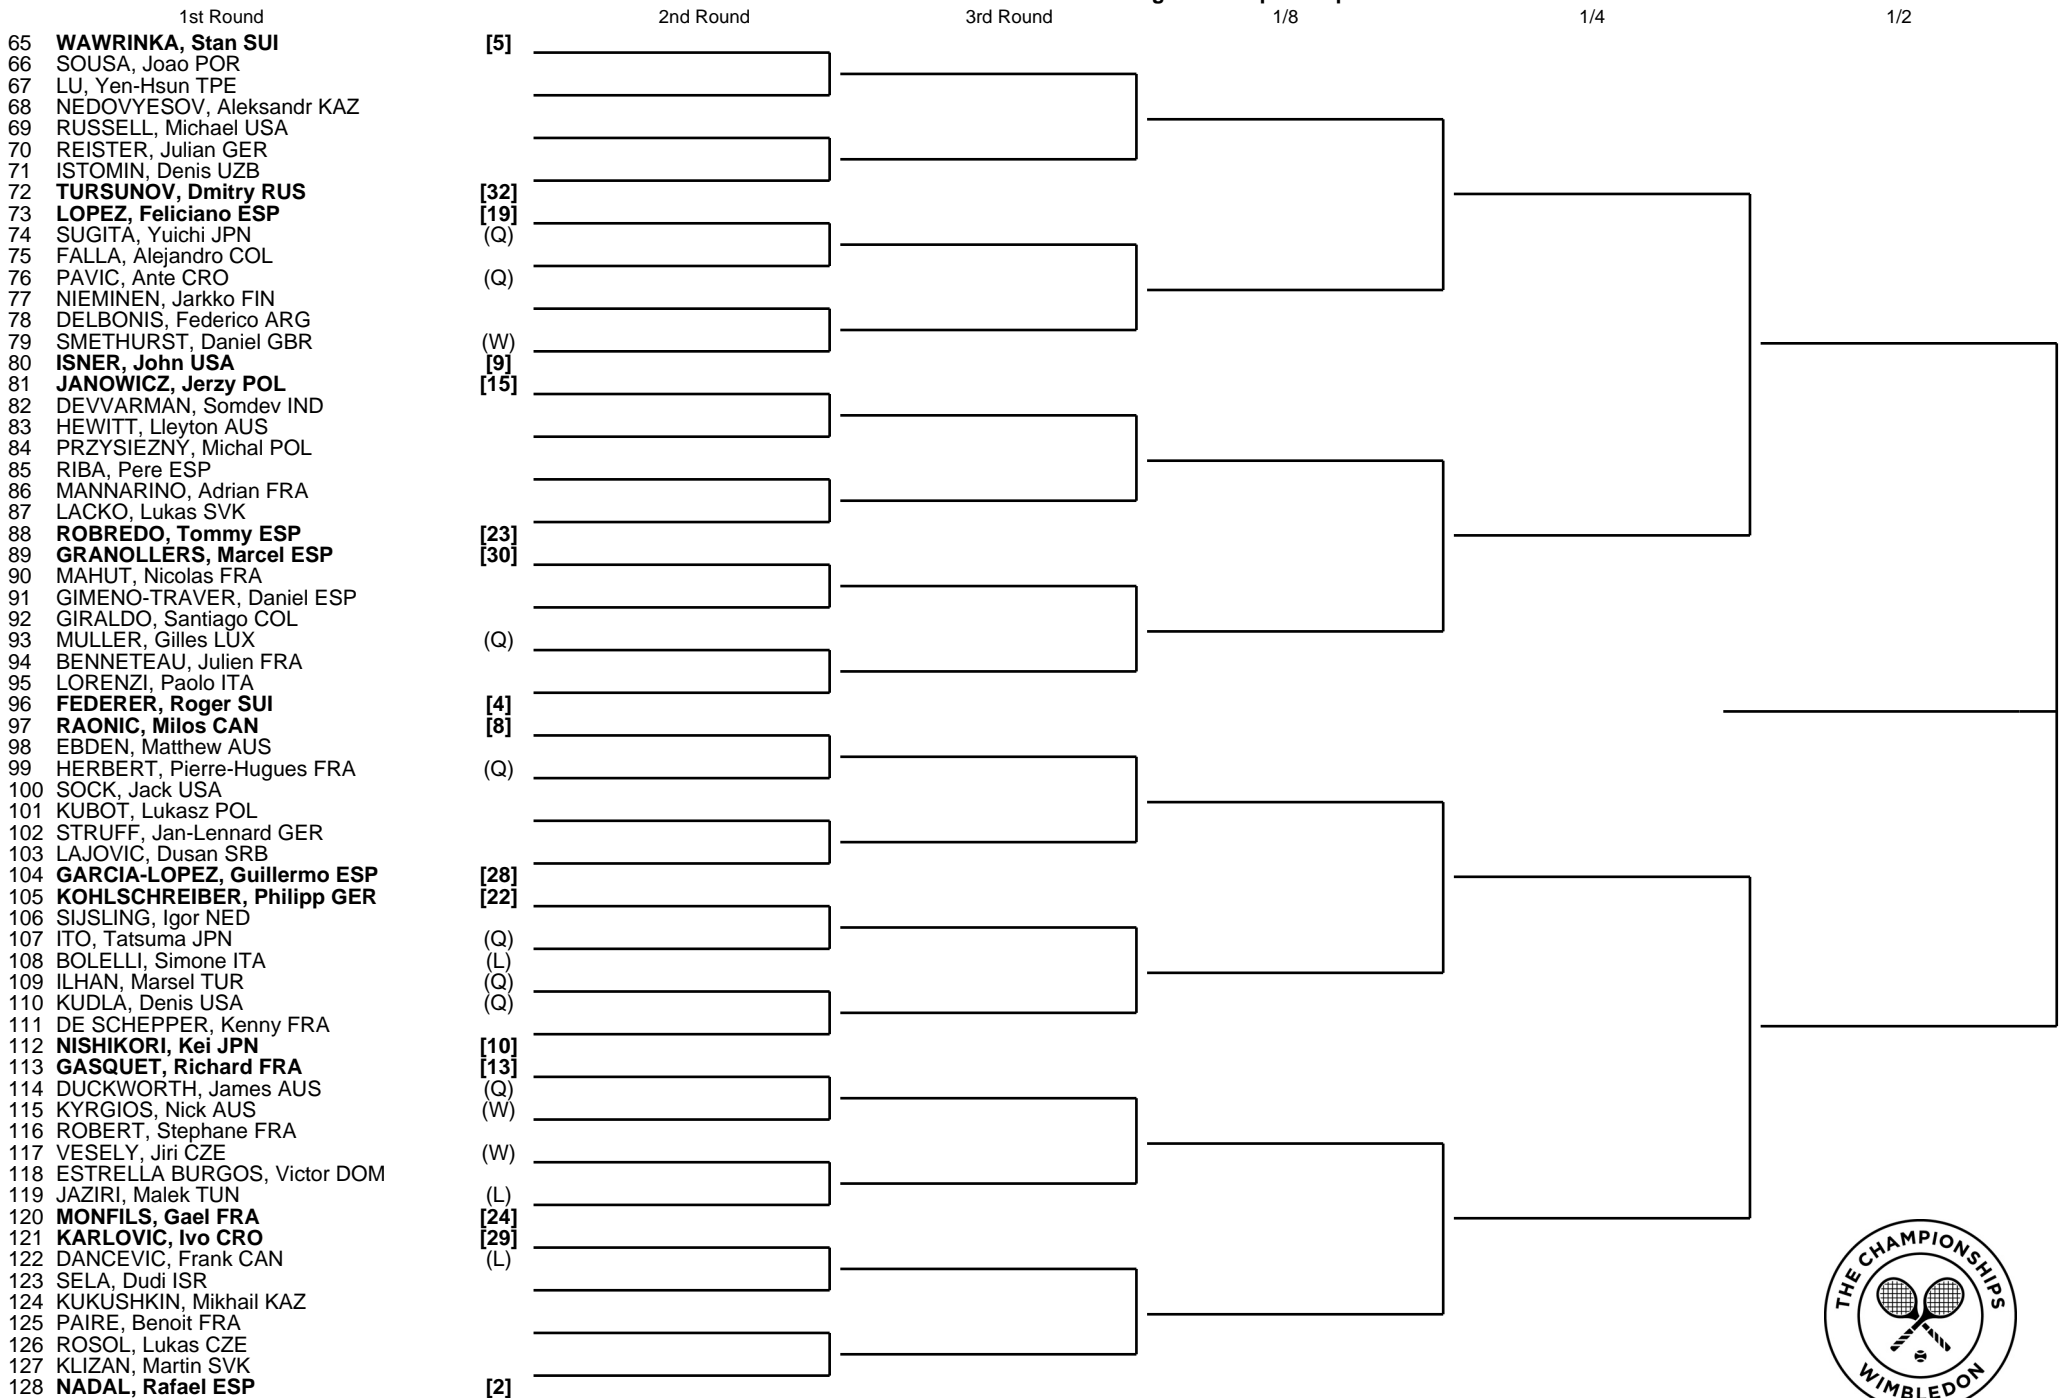 1st Round 2nd Round 3rd Round 1/8 1/4 1/2
65 WAWRINKA, Stan SUI [5]
66 SOUSA, Joao POR
67 LU, Yen-Hsun TPE
68 NEDOVYESOV, Aleksandr KAZ
69 RUSSELL, Michael USA
70 REISTER, Julian GER
71 ISTOMIN, Denis UZB
72 TURSUNOV, Dmitry RUS [32]
73 LOPEZ, Feliciano ESP [19]
74 SUGITA, Yuichi JPN (Q)
75 FALLA, Alejandro COL
76 PAVIC, Ante CRO (Q)
77 NIEMINEN, Jarkko FIN
78 DELBONIS, Federico ARG
79 SMETHURST, Daniel GBR (W)
80 ISNER, John USA [9]
81 JANOWICZ, Jerzy POL [15]
82 DEVVARMAN, Somdev IND
83 HEWITT, Lleyton AUS
84 PRZYSIEZNY, Michal POL
85 RIBA, Pere ESP
86 MANNARINO, Adrian FRA
87 LACKO, Lukas SVK
88 ROBREDO, Tommy ESP [23]
89 GRANOLLERS, Marcel ESP [30]
90 MAHUT, Nicolas FRA
91 GIMENO-TRAVER, Daniel ESP
92 GIRALDO, Santiago COL
93 MULLER, Gilles LUX (Q)
94 BENNETEAU, Julien FRA
95 LORENZI, Paolo ITA
96 FEDERER, Roger SUI [4]
97 RAONIC, Milos CAN [8]
98 EBDEN, Matthew AUS
99 HERBERT, Pierre-Hugues FRA (Q)
100 SOCK, Jack USA
101 KUBOT, Lukasz POL
102 STRUFF, Jan-Lennard GER
103 LAJOVIC, Dusan SRB
104 GARCIA-LOPEZ, Guillermo ESP [28]
105 KOHLSCHREIBER, Philipp GER [22]
106 SIJSLING, Igor NED
107 ITO, Tatsuma JPN (Q)
108 BOLELLI, Simone ITA (L)
109 ILHAN, Marsel TUR (Q)
110 KUDLA, Denis USA (Q)
111 DE SCHEPPER, Kenny FRA
112 NISHIKORI, Kei JPN [10]
113 GASQUET, Richard FRA [13]
114 DUCKWORTH, James AUS (Q)
115 KYRGIOS, Nick AUS (W)
116 ROBERT, Stephane FRA
117 VESELY, Jiri CZE (W)
118 ESTRELLA BURGOS, Victor DOM
119 JAZIRI, Malek TUN (L)
120 MONFILS, Gael FRA [24]
121 KARLOVIC, Ivo CRO [29]
122 DANCEVIC, Frank CAN (L)
123 SELA, Dudi ISR
124 KUKUSHKIN, Mikhail KAZ
125 PAIRE, Benoit FRA
126 ROSOL, Lukas CZE
127 KLIZAN, Martin SVK
128 NADAL, Rafael ESP [2]
THE CHAMPIONSHIPS
WIMBLEDON